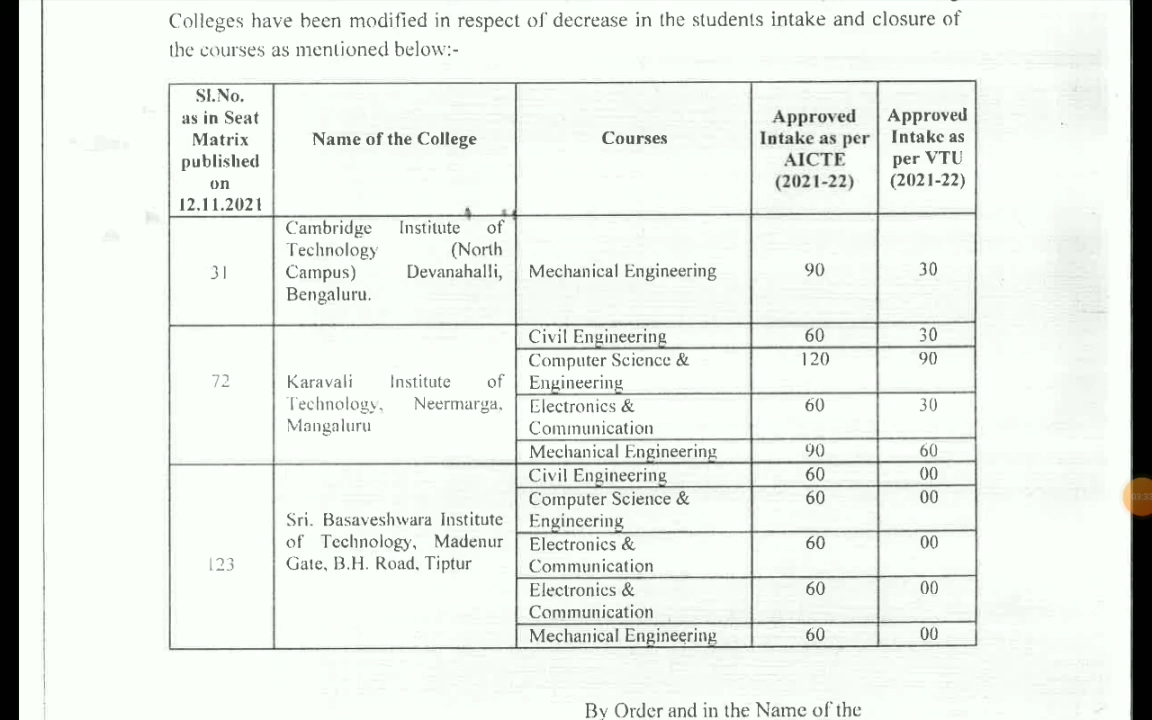 Colleges have been modified in respect of decrease in the students intake and closure of
the courses as mentioned below:-
Sl.No.
as in Seat
Matrix
published
on
12.11.2021
Name of the College
Courses
Approved
Intake as per
AICTE
(2021-22)
Approved
Intake as
per VTU
(2021-22)
31
Cambridge Institute of
Technology (North
Campus) Devanahalli,
Bengaluru.
Mechanical Engineering
90
30
72
Karavali Institute of
Technology, Neermarga,
Mangaluru
Civil Engineering
60
30
Computer Science &
Engineering
120
90
Electronics &
Communication
60
30
Mechanical Engineering
90
60
123
Sri. Basaveshwara Institute
of Technology, Madenur
Gate, B.H. Road, Tiptur
Civil Engineering
60
00
Computer Science &
Engineering
60
00
Electronics &
Communication
60
00
Electronics &
Communication
60
00
Mechanical Engineering
60
00
By Order and in the Name of the